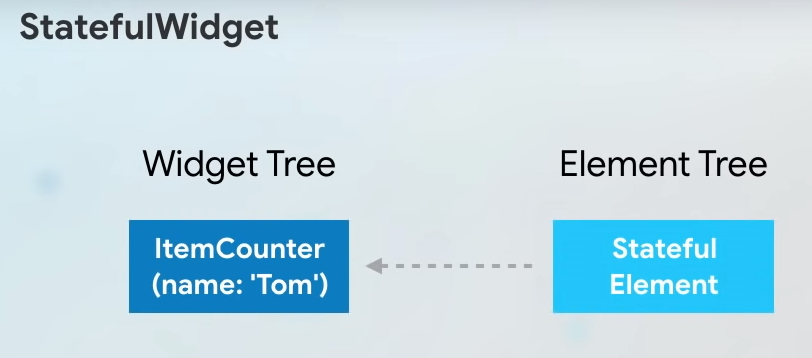 StatefulWidget
Widget Tree
Element Tree
ItemCounter
(name: 'Tom')
Stateful
Element